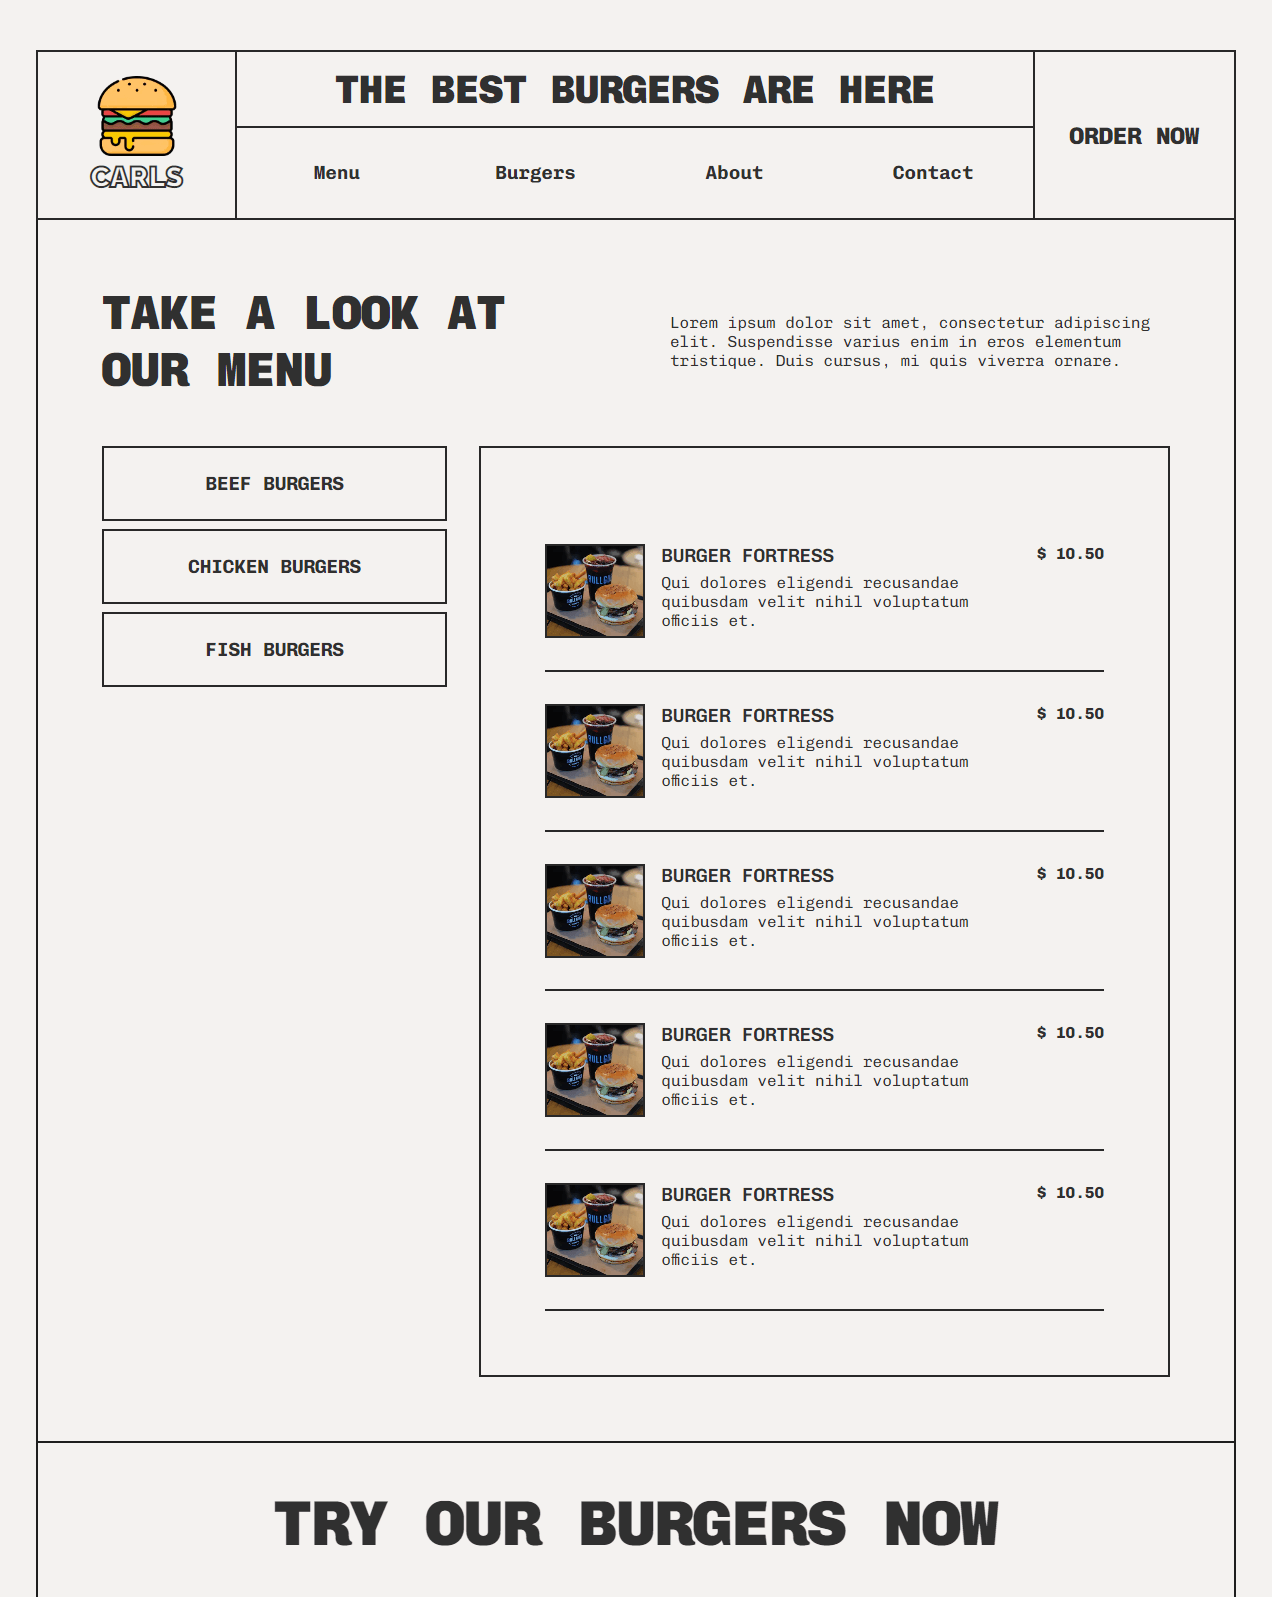 CARLS
THE BEST BURGERS ARE HERE
Menu
Burgers
About
Contact
ORDER NOW
TAKE A LOOK AT
OUR MENU
Lorem ipsum dolor sit amet, consectetur adipiscing
elit. Suspendisse varius enim in eros elementum
tristique. Duis cursus, mi quis viverra ornare.
BEEF BURGERS
CHICKEN BURGERS
FISH BURGERS
BURGER FORTRESS
$ 10.50
Qui dolores eligendi recusandae
quibusdam velit nihil voluptatum
officiis et.
BURGER FORTRESS
$ 10.50
Qui dolores eligendi recusandae
quibusdam velit nihil voluptatum
officiis et.
BURGER FORTRESS
$ 10.50
Qui dolores eligendi recusandae
quibusdam velit nihil voluptatum
officiis et.
BURGER FORTRESS
$ 10.50
Qui dolores eligendi recusandae
quibusdam velit nihil voluptatum
officiis et.
BURGER FORTRESS
$ 10.50
Qui dolores eligendi recusandae
quibusdam velit nihil voluptatum
officiis et.
TRY OUR BURGERS NOW